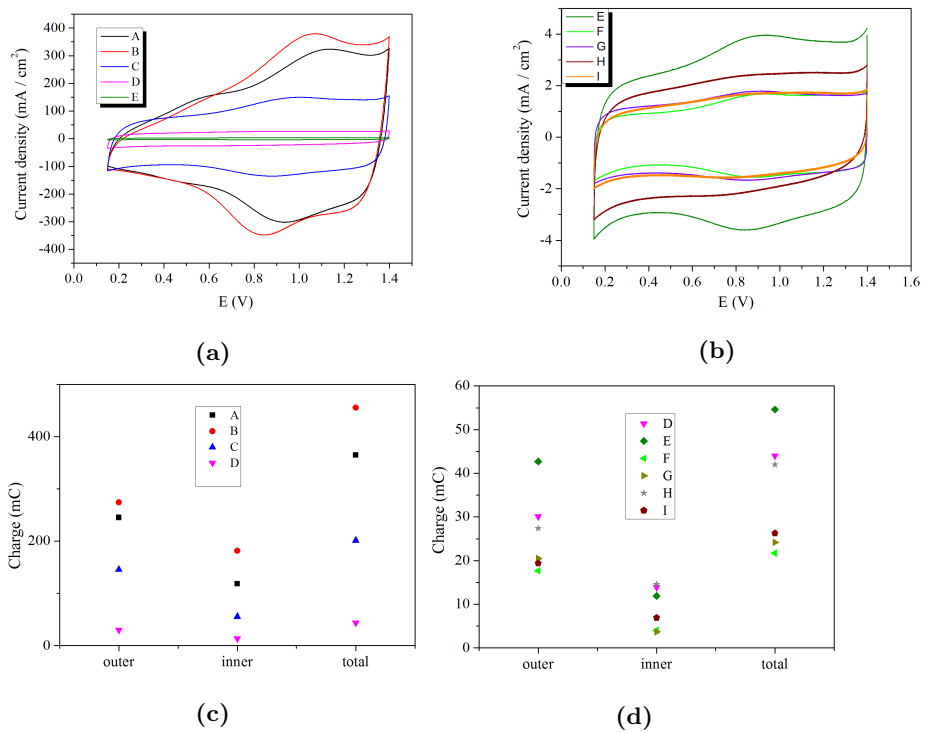 Current density (mA / cm²)
400
300
200
100
0
-100
-200
-300
-400
A
B
C
D
E
0.0 0.2 0.4 0.6 0.8 1.0 1.2 1.4
E (V)
(a)
Current density (mA / cm²)
4
2
0
-2
-4
E
F
G
H
I
0.0 0.2 0.4 0.6 0.8 1.0 1.2 1.4 1.6
E (V)
(b)
Charge (mC)
400
200
0
A
B
C
D
outer inner total
(c)
Charge (mC)
60
50
40
30
20
10
0
D
E
F
G
H
I
outer inner total
(d)